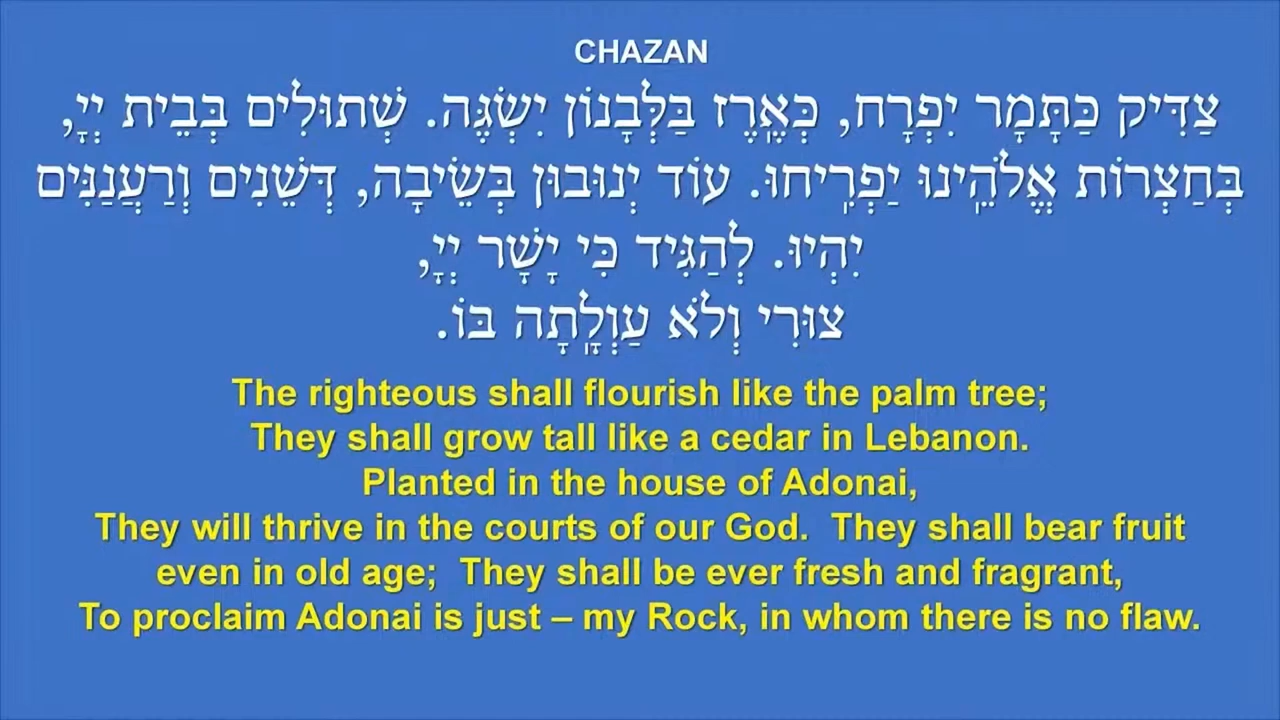 CHAZAN
צַדִּיק כַּתָּמָר יִפְרָח, כְּאֶֽרֶז בַּלְּבָנוֹן יִשְׂגֶּה. שְׁתוּלִים בְּבֵית יְיָ,
בְּחַצְרוֹת אֱלֹהֵֽינוּ יַפְרִֽיחוּ. עוֹד יְנוּבוּן בְּשֵׂיבָה, דְּשֵׁנִים וְרַעֲנַנִּים
יִהְיוּ. לְהַגִּיד כִּי יָשָׁר יְיָ,
צוּרִי וְלֹא עַוְלָֽתָה בּוֹ.
The righteous shall flourish like the palm tree;
They shall grow tall like a cedar in Lebanon.
Planted in the house of Adonai,
They will thrive in the courts of our God.  They shall bear fruit
even in old age;  They shall be ever fresh and fragrant,
To proclaim Adonai is just – my Rock, in whom there is no flaw.